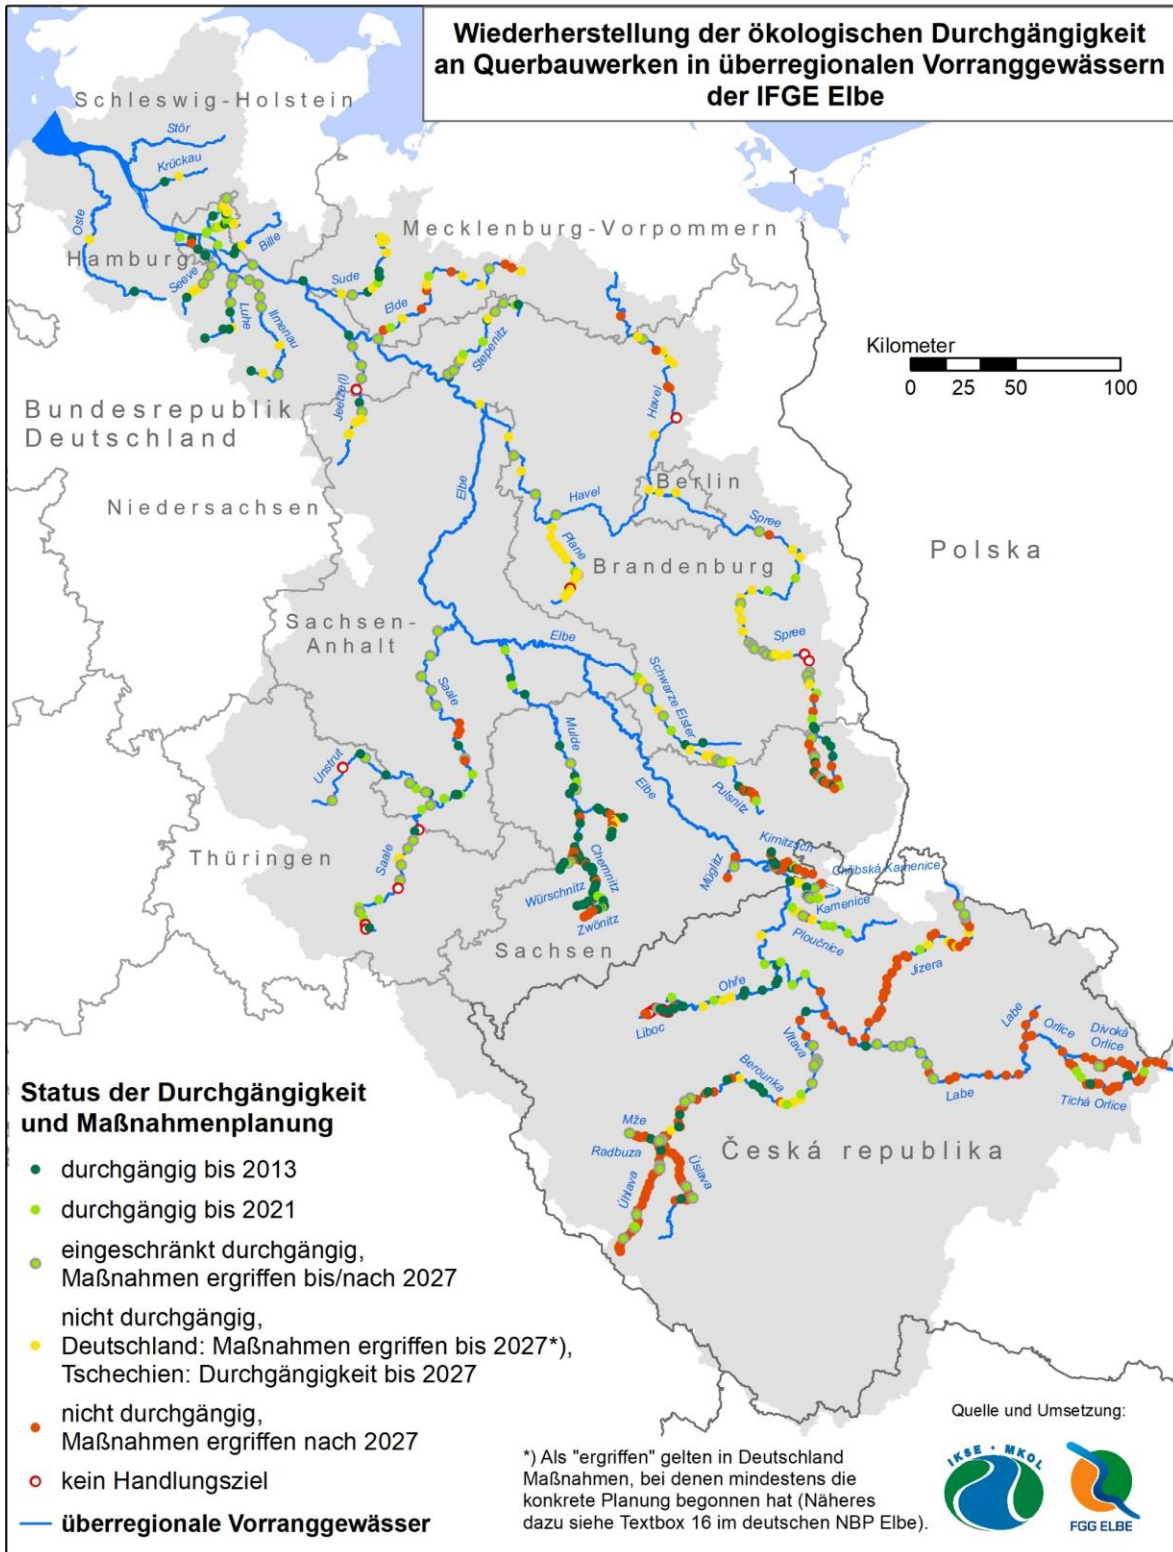 Wiederherstellung der ökologischen Durchgängigkeit
an Querbauwerken in überregionalen Vorranggewässern
der IFGE Elbe
Schleswig-Holstein
Stör
Krückau
Oste
Mecklenburg-Vorpommern
Bille
Hamburg
Seeve
Sude
Luhe
Ilmenau
Elde
Stepenitz
Kilometer
0 25 50 100
Jeetze(l)
Havel
Bundesrepublik
Deutschland
Berlin
Elbe
Havel
Niedersachsen
Spree
Plane
Brandenburg
Polska
Sachsen-
Anhalt
Elbe
Spree
Schwarze Elster
Saale
Mulde
Unstrut
Elbe
Pulsnitz
Kirnitzsch
Thüringen
Saale
Chemnitz
Müglitz
Chřibská Kamenice
Würschnitz
Kamenice
Zwönitz
Ploučnice
Sachsen
Jizera
Ohře
Liboc
Labe
Orlice
Divoká
Orlice
Vltava
Berounka
Labe
Tichá Orlice
Mže
Radbuza
Česká republika
Úhlava
Úslava
Status der Durchgängigkeit
und Maßnahmenplanung
durchgängig bis 2013
durchgängig bis 2021
eingeschränkt durchgängig,
Maßnahmen ergriffen bis/nach 2027
nicht durchgängig,
Deutschland: Maßnahmen ergriffen bis 2027*),
Tschechien: Durchgängigkeit bis 2027
nicht durchgängig,
Maßnahmen ergriffen nach 2027
kein Handlungsziel
überregionale Vorranggewässer
*) Als "ergriffen" gelten in Deutschland
Maßnahmen, bei denen mindestens die
konkrete Planung begonnen hat (Näheres
dazu siehe Textbox 16 im deutschen NBP Elbe).
Quelle und Umsetzung:
IKSE • MKOL
FGG ELBE